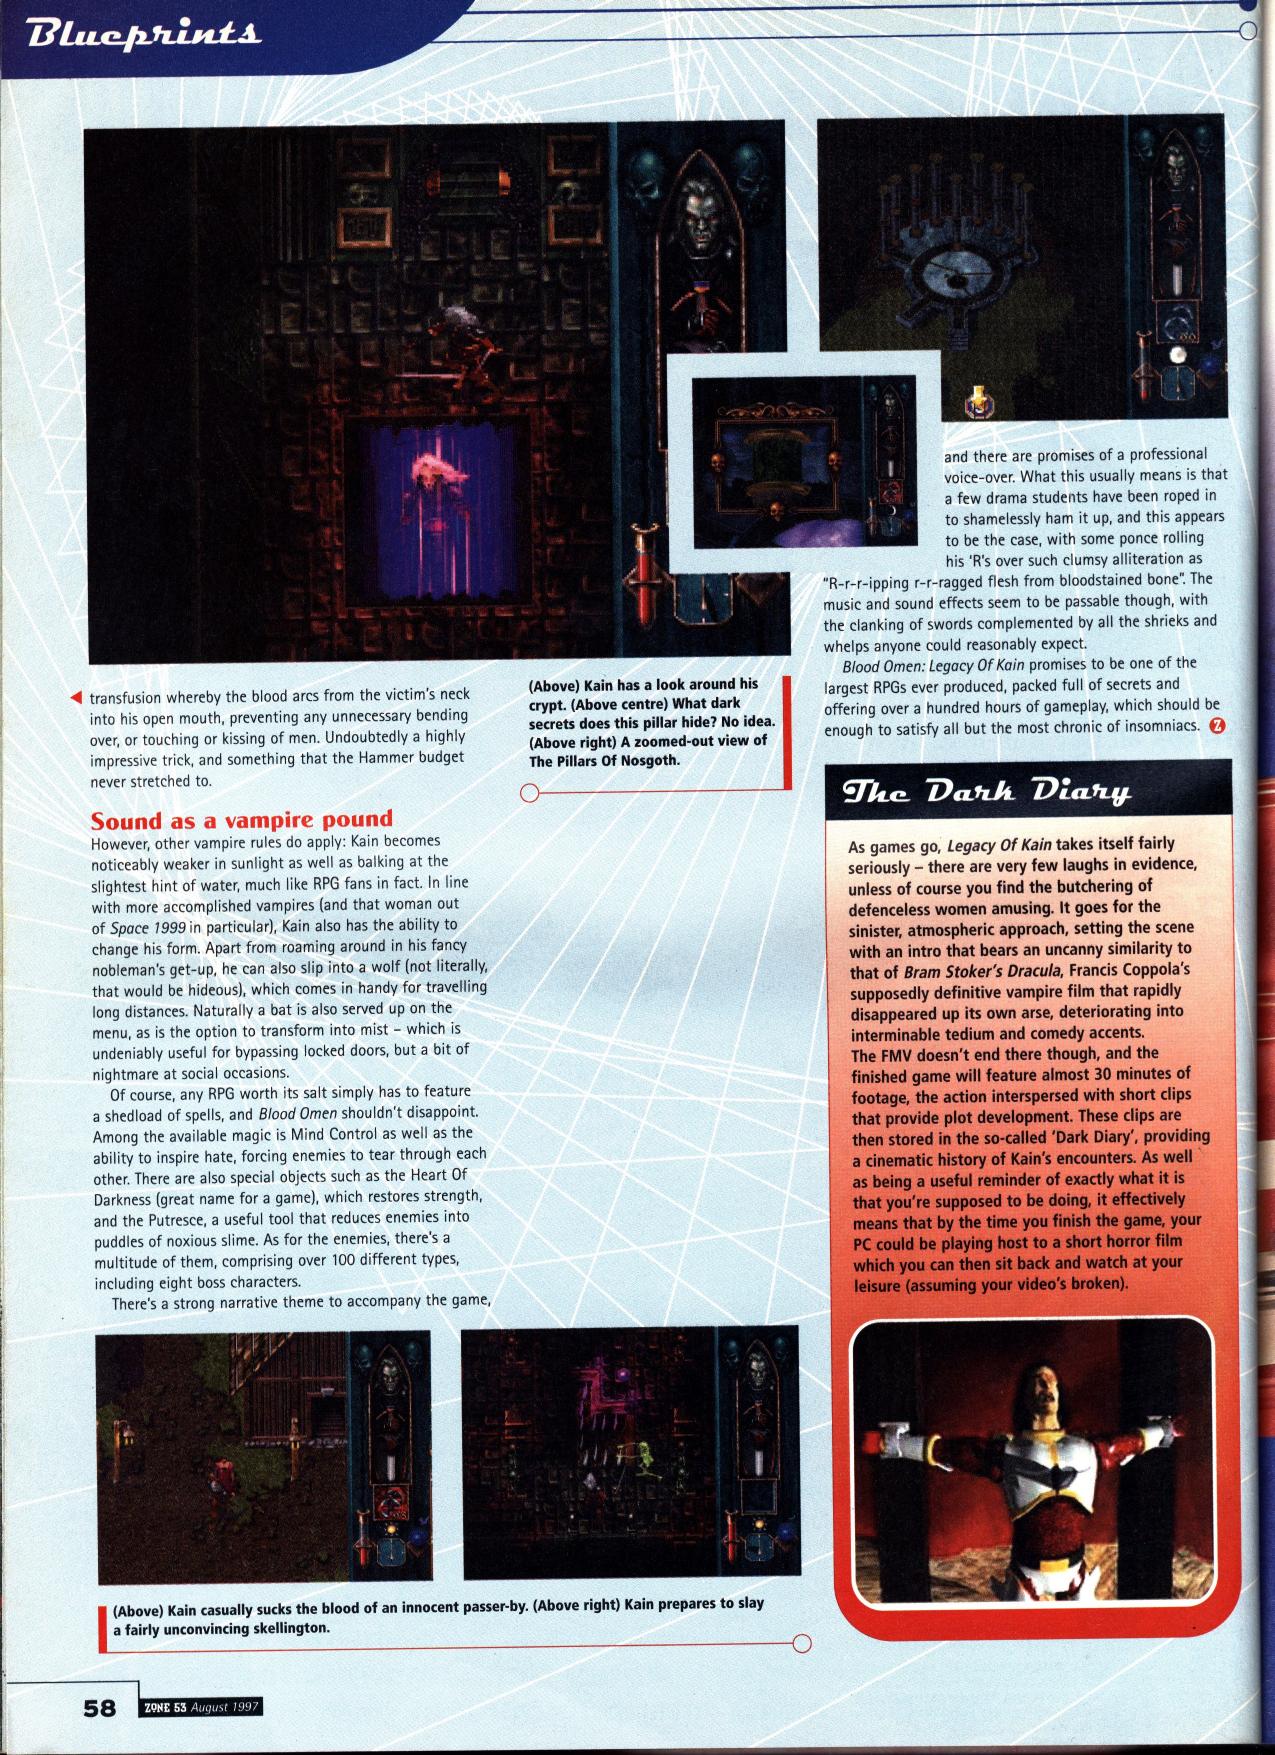 Blueprints
transfusion whereby the blood arcs from the victim's neck
into his open mouth, preventing any unnecessary bending
over, or touching or kissing of men. Undoubtedly a highly
impressive trick, and something that the Hammer budget
never stretched to.
Sound as a vampire pound
However, other vampire rules do apply: Kain becomes
noticeably weaker in sunlight as well as balking at the
slightest hint of water, much like RPG fans in fact. In line
with more accomplished vampires (and that woman out
of Space 1999 in particular), Kain also has the ability to
change his form. Apart from roaming around in his fancy
nobleman's get-up, he can also slip into a wolf (not literally,
that would be hideous), which comes in handy for travelling
long distances. Naturally a bat is also served up on the
menu, as is the option to transform into mist – which is
undeniably useful for bypassing locked doors, but a bit of
nightmare at social occasions.
Of course, any RPG worth its salt simply has to feature
a shedload of spells, and Blood Omen shouldn't disappoint.
Among the available magic is Mind Control as well as the
ability to inspire hate, forcing enemies to tear through each
other. There are also special objects such as the Heart Of
Darkness (great name for a game), which restores strength,
and the Putresce, a useful tool that reduces enemies into
puddles of noxious slime. As for the enemies, there's a
multitude of them, comprising over 100 different types,
including eight boss characters.
There's a strong narrative theme to accompany the game,
(Above) Kain has a look around his
crypt. (Above centre) What dark
secrets does this pillar hide? No idea.
(Above right) A zoomed-out view of
The Pillars Of Nosgoth.
and there are promises of a professional
voice-over. What this usually means is that
a few drama students have been roped in
to shamelessly ham it up, and this appears
to be the case, with some ponce rolling
his 'R's over such clumsy alliteration as
"R-r-r-ipping r-r-ragged flesh from bloodstained bone". The
music and sound effects seem to be passable though, with
the clanking of swords complemented by all the shrieks and
whelps anyone could reasonably expect.
Blood Omen: Legacy Of Kain promises to be one of the
largest RPGs ever produced, packed full of secrets and
offering over a hundred hours of gameplay, which should be
enough to satisfy all but the most chronic of insomniacs. Z
The Dark Diary
As games go, Legacy Of Kain takes itself fairly
seriously – there are very few laughs in evidence,
unless of course you find the butchering of
defenceless women amusing. It goes for the
sinister, atmospheric approach, setting the scene
with an intro that bears an uncanny similarity to
that of Bram Stoker's Dracula, Francis Coppola's
supposedly definitive vampire film that rapidly
disappeared up its own arse, deteriorating into
interminable tedium and comedy accents.
The FMV doesn't end there though, and the
finished game will feature almost 30 minutes of
footage, the action interspersed with short clips
that provide plot development. These clips are
then stored in the so-called 'Dark Diary', providing
a cinematic history of Kain's encounters. As well
as being a useful reminder of exactly what it is
that you're supposed to be doing, it effectively
means that by the time you finish the game, your
PC could be playing host to a short horror film
which you can then sit back and watch at your
leisure (assuming your video's broken).
(Above) Kain casually sucks the blood of an innocent passer-by. (Above right) Kain prepares to slay
a fairly unconvincing skellington.
58
ZONE 53 August 1997